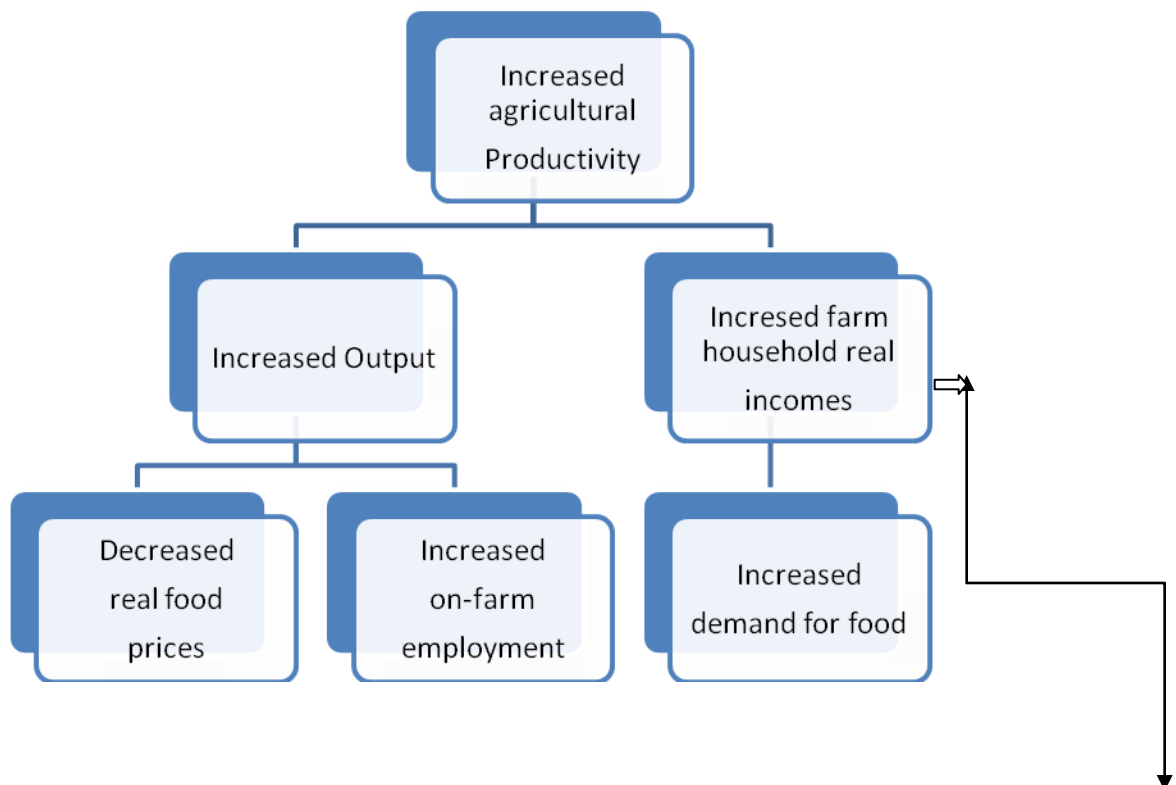 Increased
agricultural
Productivity
Increased Output
Incresed farm
household real
incomes
Decreased
real food
prices
Increased
on-farm
employment
Increased
demand for food